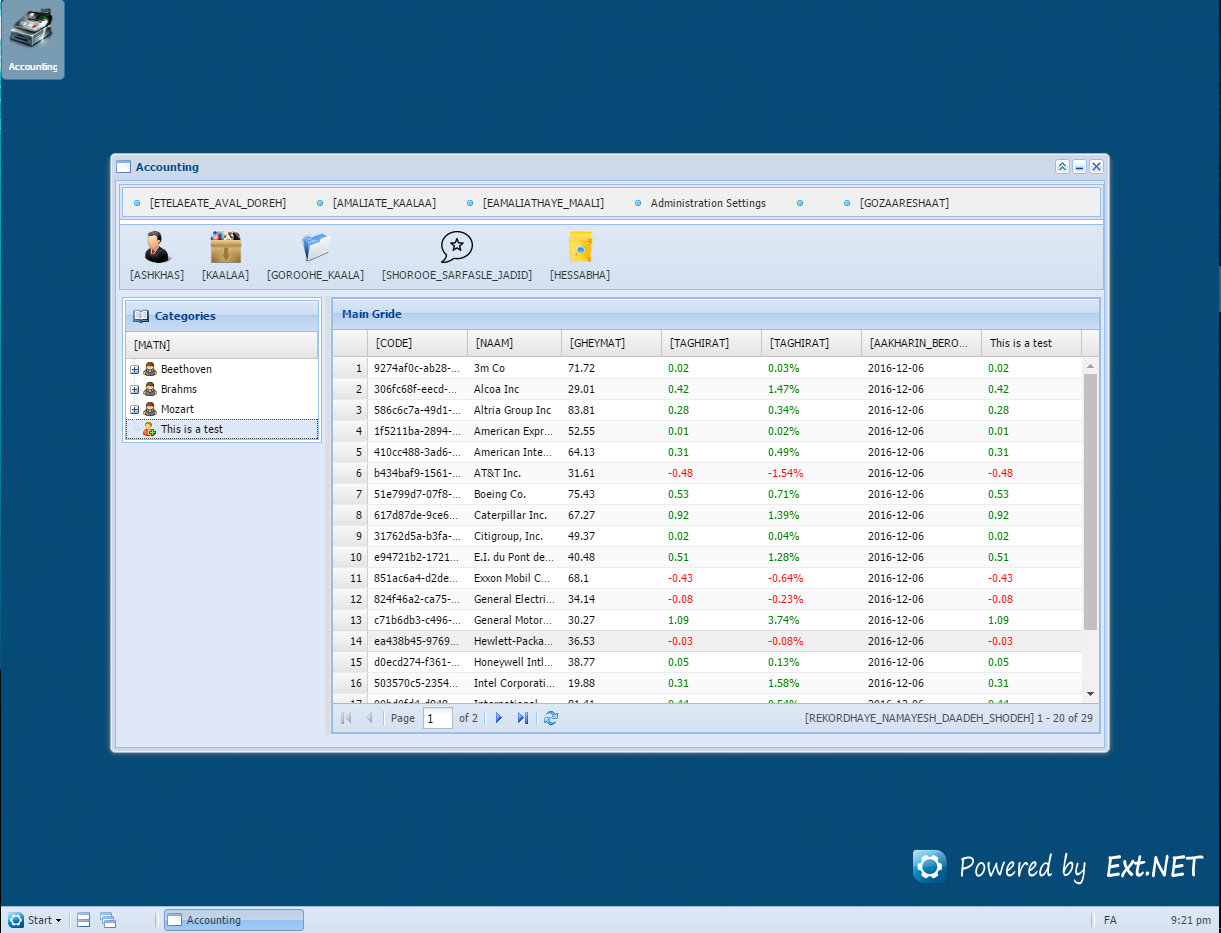 Accounting
Accounting
[ETELAEATE_AVAL_DOREH] [AMALIATE_KAALAA] [EAMALIATHAYE_MAALI] Administration Settings [GOZAARESHAAT]
[ASHKHAS] [KAALAA] [GOROOHE_KAALA] [SHOROOE_SARFASLE_JADID] [HESSABHA]
Categories
[MATN]
Beethoven
Brahms
Mozart
This is a test
Main Gride
[CODE] [NAAM] [GHEYMAT] [TAGHIRAT] [TAGHIRAT] [AAKHARIN_BERO... This is a test
1 9274af0c-ab28-... 3m Co 71.72 0.02 0.03% 2016-12-06 0.02
2 306fc68f-eecd-... Alcoa Inc 29.01 0.42 1.47% 2016-12-06 0.42
3 586c6c7a-49d1-... Altria Group Inc 83.81 0.28 0.34% 2016-12-06 0.28
4 1f5211ba-2894-... American Expr... 52.55 0.01 0.02% 2016-12-06 0.01
5 410cc488-3ad6-... American Inte... 64.13 0.31 0.49% 2016-12-06 0.31
6 b434baf9-1561-... AT&T Inc. 31.61 -0.48 -1.54% 2016-12-06 -0.48
7 51e799d7-07f8-... Boeing Co. 75.43 0.53 0.71% 2016-12-06 0.53
8 617d87de-9ce6... Caterpillar Inc. 67.27 0.92 1.39% 2016-12-06 0.92
9 31762d5a-b3fa-... Citigroup, Inc. 49.37 0.02 0.04% 2016-12-06 0.02
10 e94721b2-1721... E.I. du Pont de... 40.48 0.51 1.28% 2016-12-06 0.51
11 851ac6a4-d2de... Exxon Mobil C... 68.1 -0.43 -0.64% 2016-12-06 -0.43
12 824f46a2-ca75-... General Electri... 34.14 -0.08 -0.23% 2016-12-06 -0.08
13 c71b6db3-c496-... General Motor... 30.27 1.09 3.74% 2016-12-06 1.09
14 ea438b45-9769... Hewlett-Packa... 36.53 -0.03 -0.08% 2016-12-06 -0.03
15 d0ecd274-f361-... Honeywell Intl... 38.77 0.05 0.13% 2016-12-06 0.05
16 503570c5-2354... Intel Corporati... 19.88 0.31 1.58% 2016-12-06 0.31
Page 1 of 2 [REKORDHAYE_NAMAYESH_DAADEH_SHODEH] 1 - 20 of 29
Powered by Ext.NET
Start Accounting FA 9:21 pm